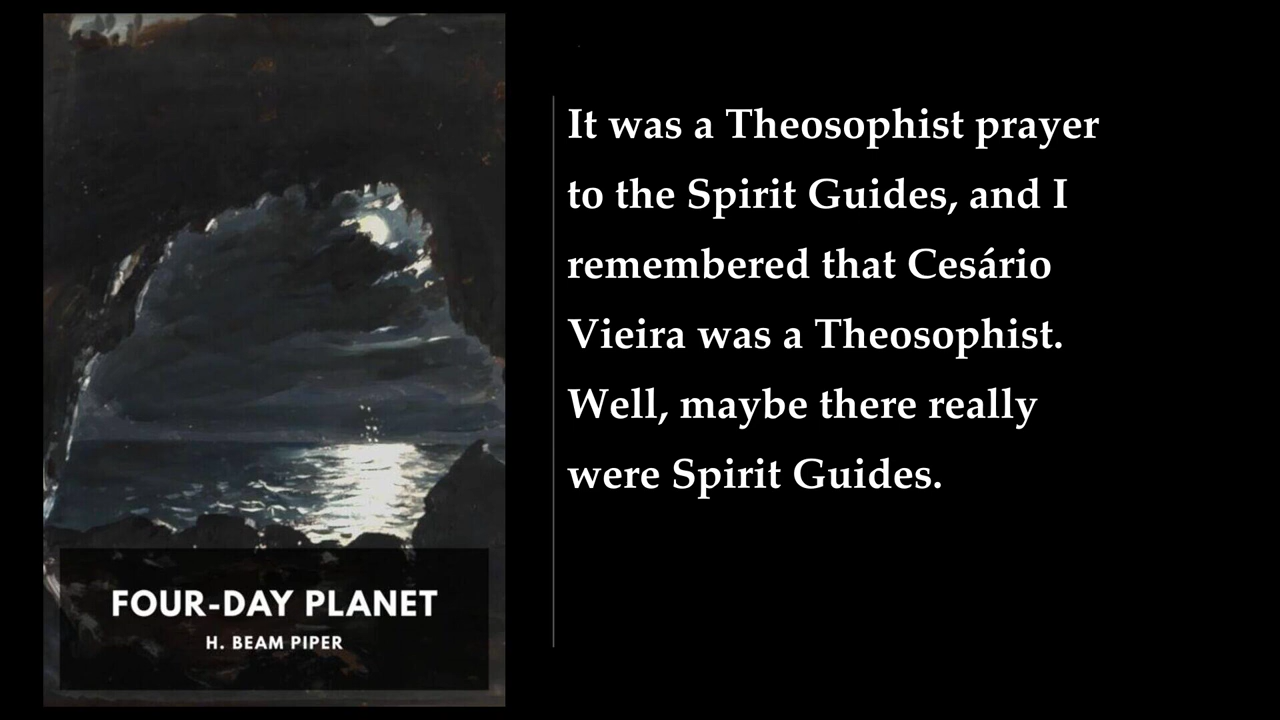 It was a Theosophist prayer
to the Spirit Guides, and I
remembered that Cesário
Vieira was a Theosophist.
Well, maybe there really
were Spirit Guides.
FOUR-DAY PLANET
H. BEAM PIPER